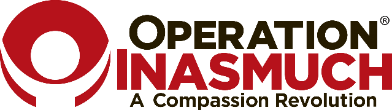 OPERATION®
INASMUCH
A Compassion Revolution